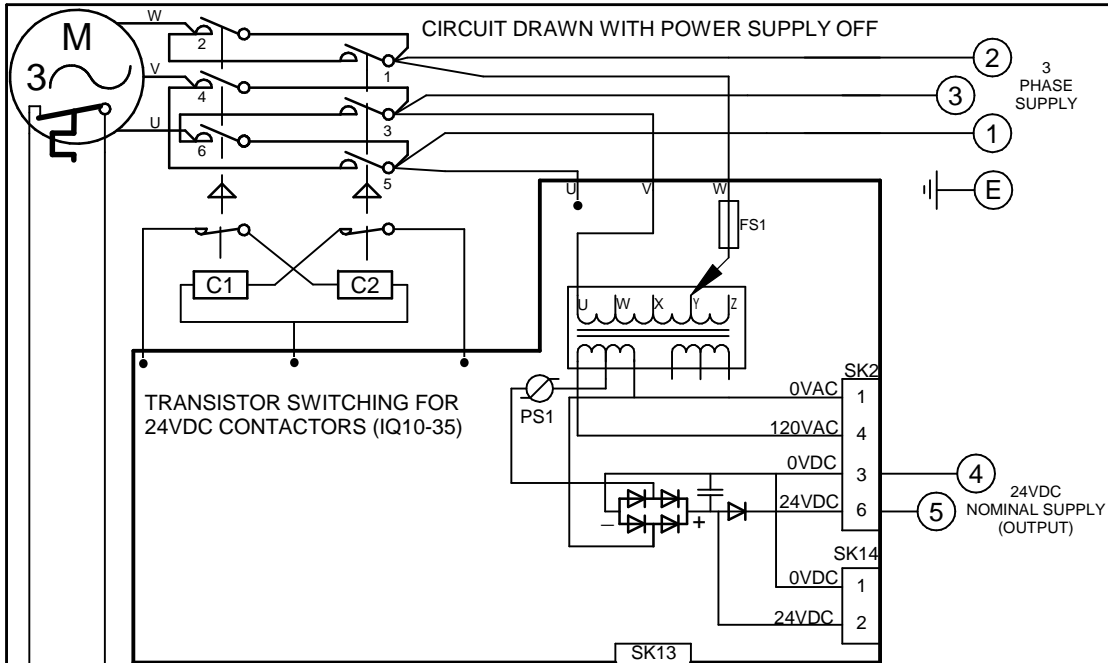 CIRCUIT DRAWN WITH POWER SUPPLY OFF
M
3
W
V
U
2
4
6
1
3
5
2
3
1
E
3
PHASE
SUPPLY
U
V
W
FS1
C1
C2
U
W
X
Y
Z
TRANSISTOR SWITCHING FOR
24VDC CONTACTORS (IQ10-35)
PS1
SK2
0VAC
1
120VAC
4
0VDC
3
24VDC
6
4
5
24VDC
NOMINAL SUPPLY
(OUTPUT)
–
+
SK14
0VDC
1
24VDC
2
SK13